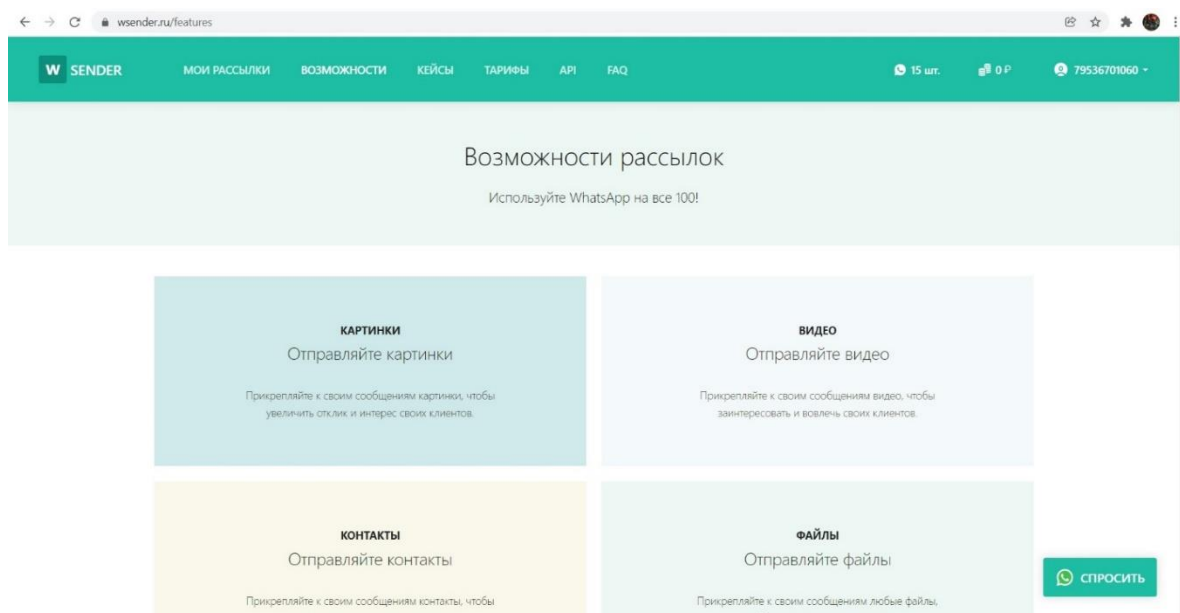 wsender.ru/features
W SENDER МОИ РАССЫЛКИ ВОЗМОЖНОСТИ КЕЙСЫ ТАРИФЫ API FAQ 15 шт. 0 ₽ 79536701060
Возможности рассылок
Используйте WhatsApp на все 100!
КАРТИНКИ
Отправляйте картинки
Прикрепляйте к своим сообщениям картинки, чтобы
увеличить отклик и интерес своих клиентов.
ВИДЕО
Отправляйте видео
Прикрепляйте к своим сообщениям видео, чтобы
заинтересовать и вовлечь своих клиентов.
КОНТАКТЫ
Отправляйте контакты
Прикрепляйте к своим сообщениям контакты, чтобы
ФАЙЛЫ
Отправляйте файлы
Прикрепляйте к своим сообщениям любые файлы,
СПРОСИТЬ